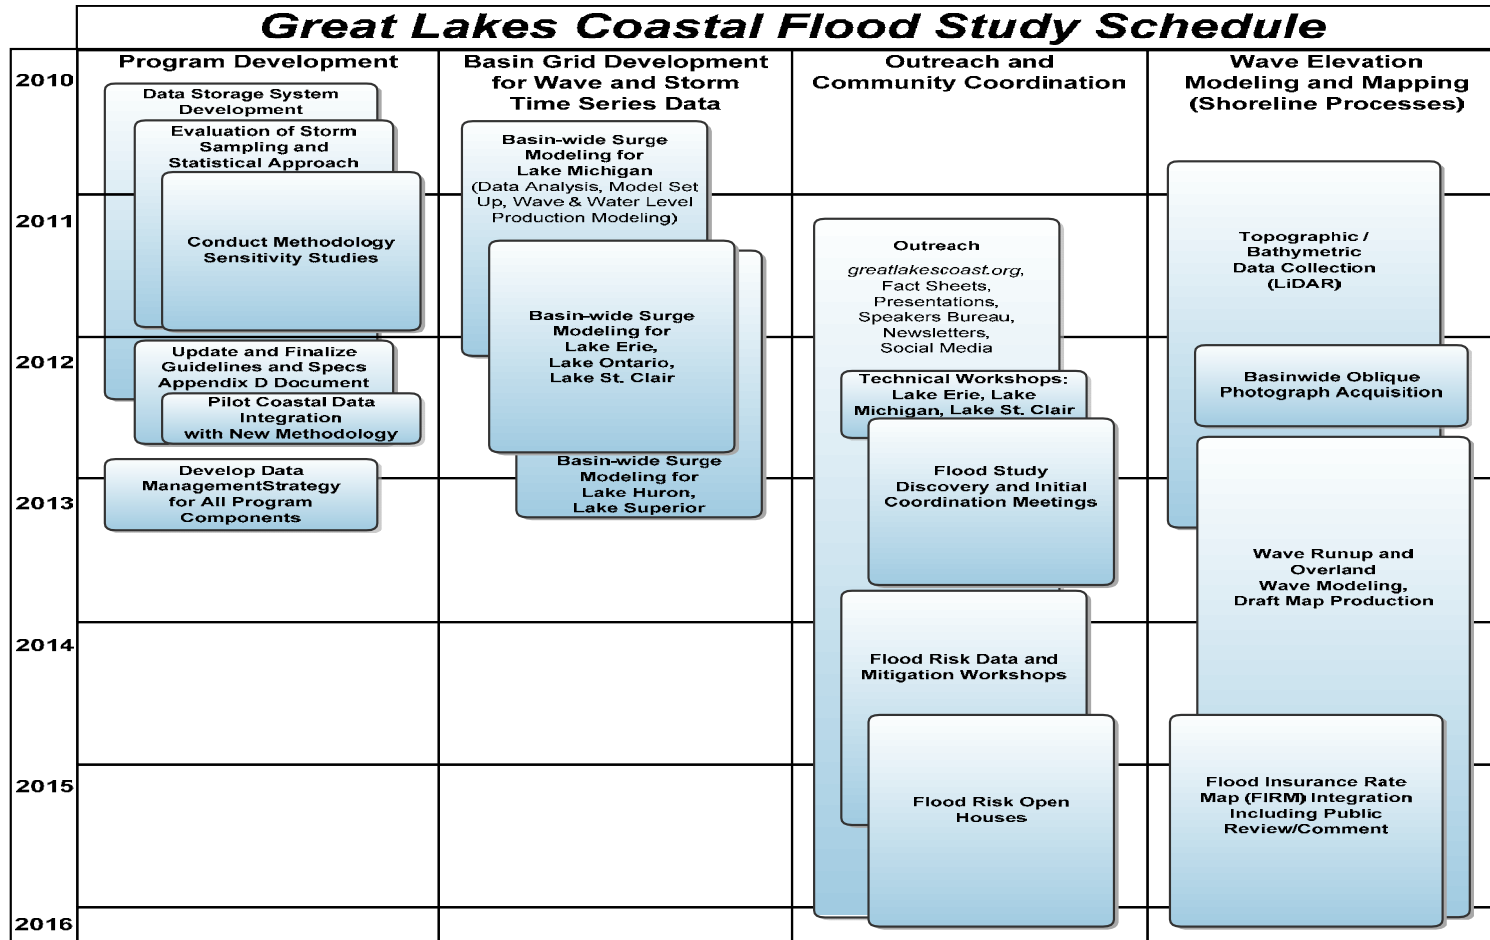 Great Lakes Coastal Flood Study Schedule
2010
2011
2012
2013
2014
2015
2016
Program Development
Data Storage System
Development
Evaluation of Storm
Sampling and
Statistical Approach
Conduct Methodology
Sensitivity Studies
Update and Finalize
Guidelines and Specs
Appendix D Document
Pilot Coastal Data
Integration
with New Methodology
Develop Data
ManagementStrategy
for All Program
Components
Basin Grid Development
for Wave and Storm
Time Series Data
Basin-wide Surge
Modeling for
Lake Michigan
(Data Analysis, Model Set
Up, Wave & Water Level
Production Modeling)
Basin-wide Surge
Modeling for
Lake Erie,
Lake Ontario,
Lake St. Clair
Basin-wide Surge
Modeling for
Lake Huron,
Lake Superior
Outreach and
Community Coordination
Outreach
greatlakescoast.org,
Fact Sheets,
Presentations,
Speakers Bureau,
Newsletters,
Social Media
Technical Workshops:
Lake Erie, Lake
Michigan, Lake St. Clair
Flood Study
Discovery and Initial
Coordination Meetings
Flood Risk Data and
Mitigation Workshops
Flood Risk Open
Houses
Wave Elevation
Modeling and Mapping
(Shoreline Processes)
Topographic /
Bathymetric
Data Collection
(LiDAR)
Basinwide Oblique
Photograph Acquisition
Wave Runup and
Overland
Wave Modeling,
Draft Map Production
Flood Insurance Rate
Map (FIRM) Integration
Including Public
Review/Comment